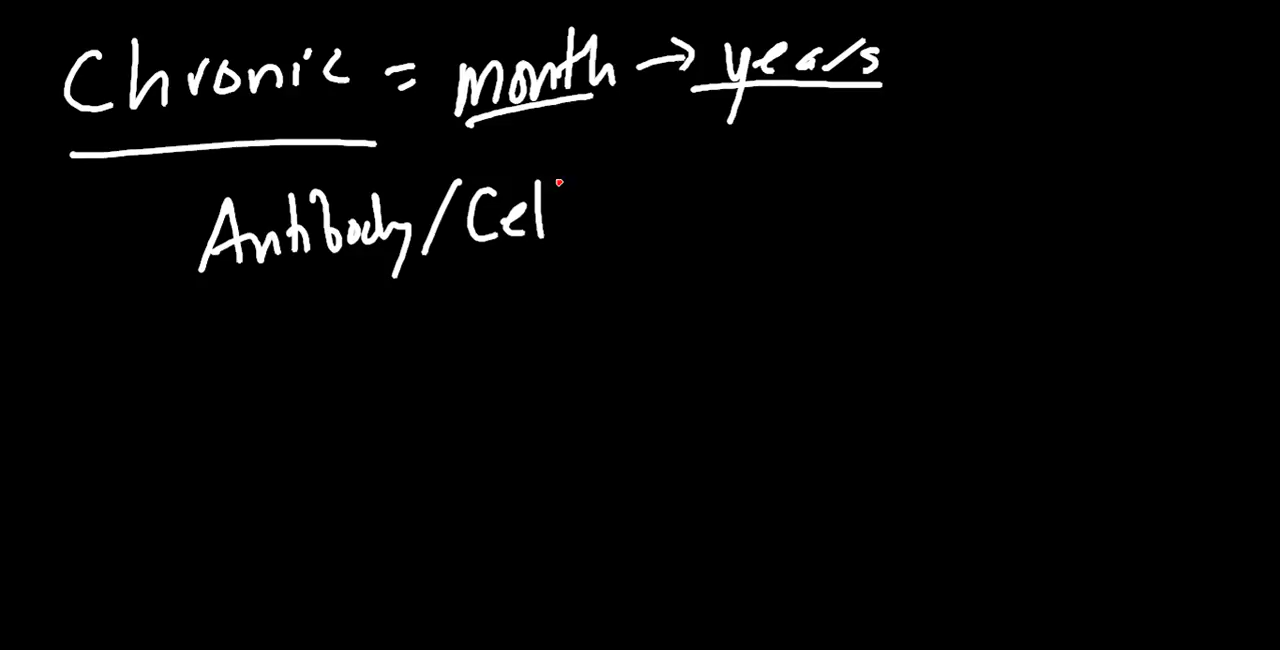 Chronic = month → years
Antibody/Cel